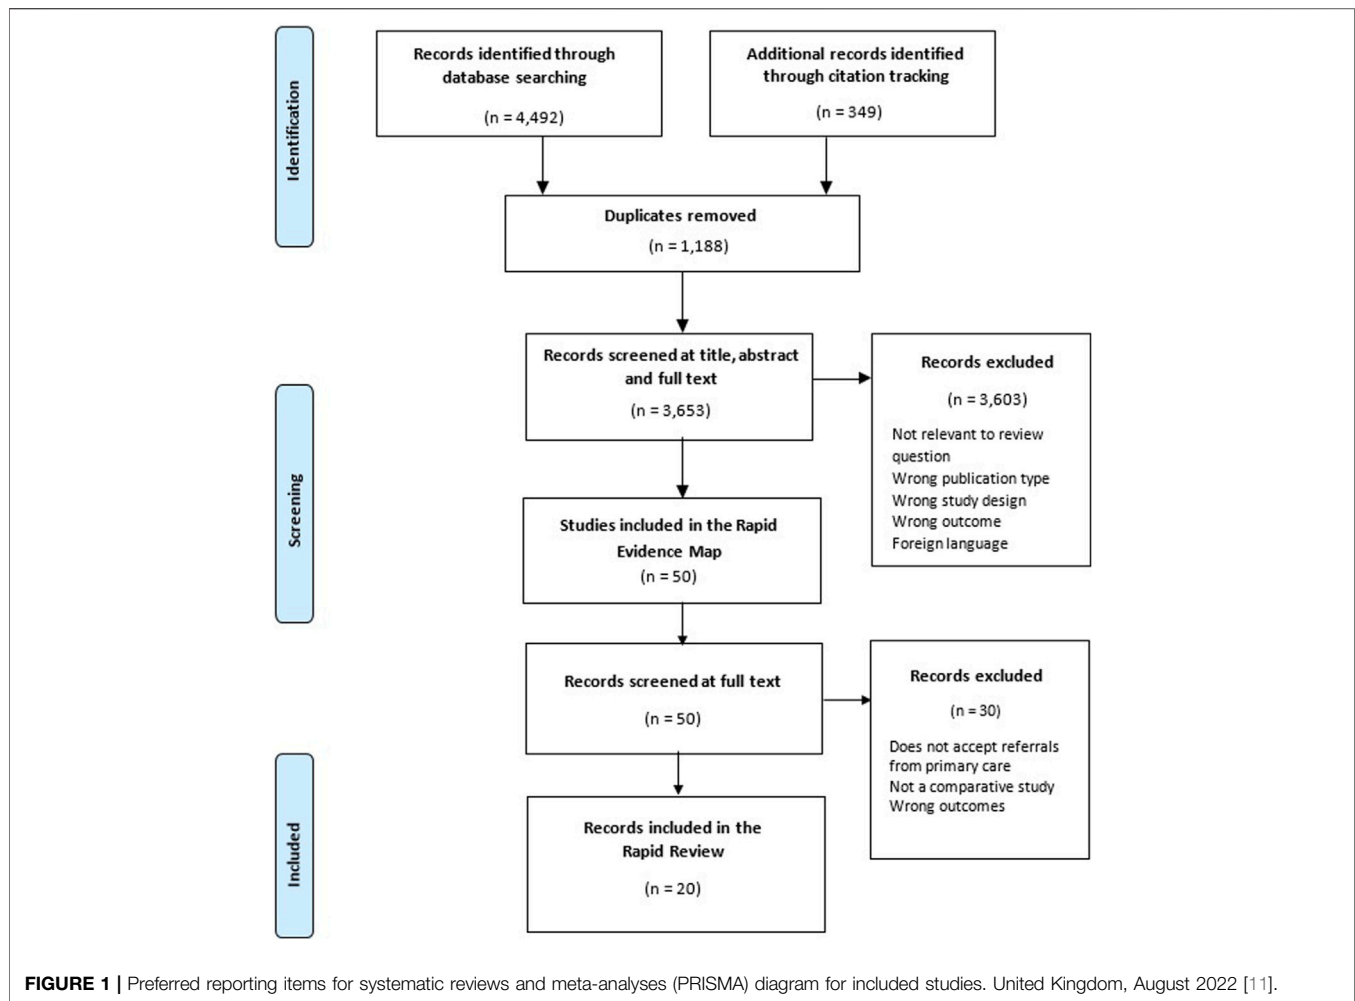 Identification
Records identified through
database searching
(n = 4,492)
Additional records identified
through citation tracking
(n = 349)
Duplicates removed
(n = 1,188)
Screening
Records screened at title, abstract
and full text
(n = 3,653)
Records excluded
(n = 3,603)
Not relevant to review
question
Wrong publication type
Wrong study design
Wrong outcome
Foreign language
Studies included in the Rapid
Evidence Map
(n = 50)
Records screened at full text
(n = 50)
Records excluded
(n = 30)
Does not accept referrals
from primary care
Not a comparative study
Wrong outcomes
Included
Records included in the
Rapid Review
(n = 20)
FIGURE 1 | Preferred reporting items for systematic reviews and meta-analyses (PRISMA) diagram for included studies. United Kingdom, August 2022 [11].